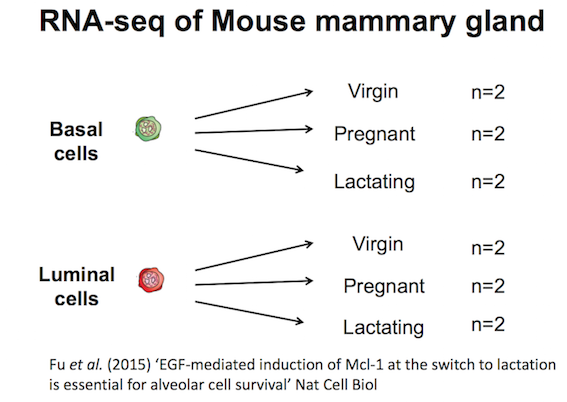 RNA-seq of Mouse mammary gland
Virgin n=2
Basal cells
Pregnant n=2
Lactating n=2
Virgin n=2
Luminal cells
Pregnant n=2
Lactating n=2
Fu et al. (2015) ‘EGF-mediated induction of Mcl-1 at the switch to lactation
is essential for alveolar cell survival’ Nat Cell Biol